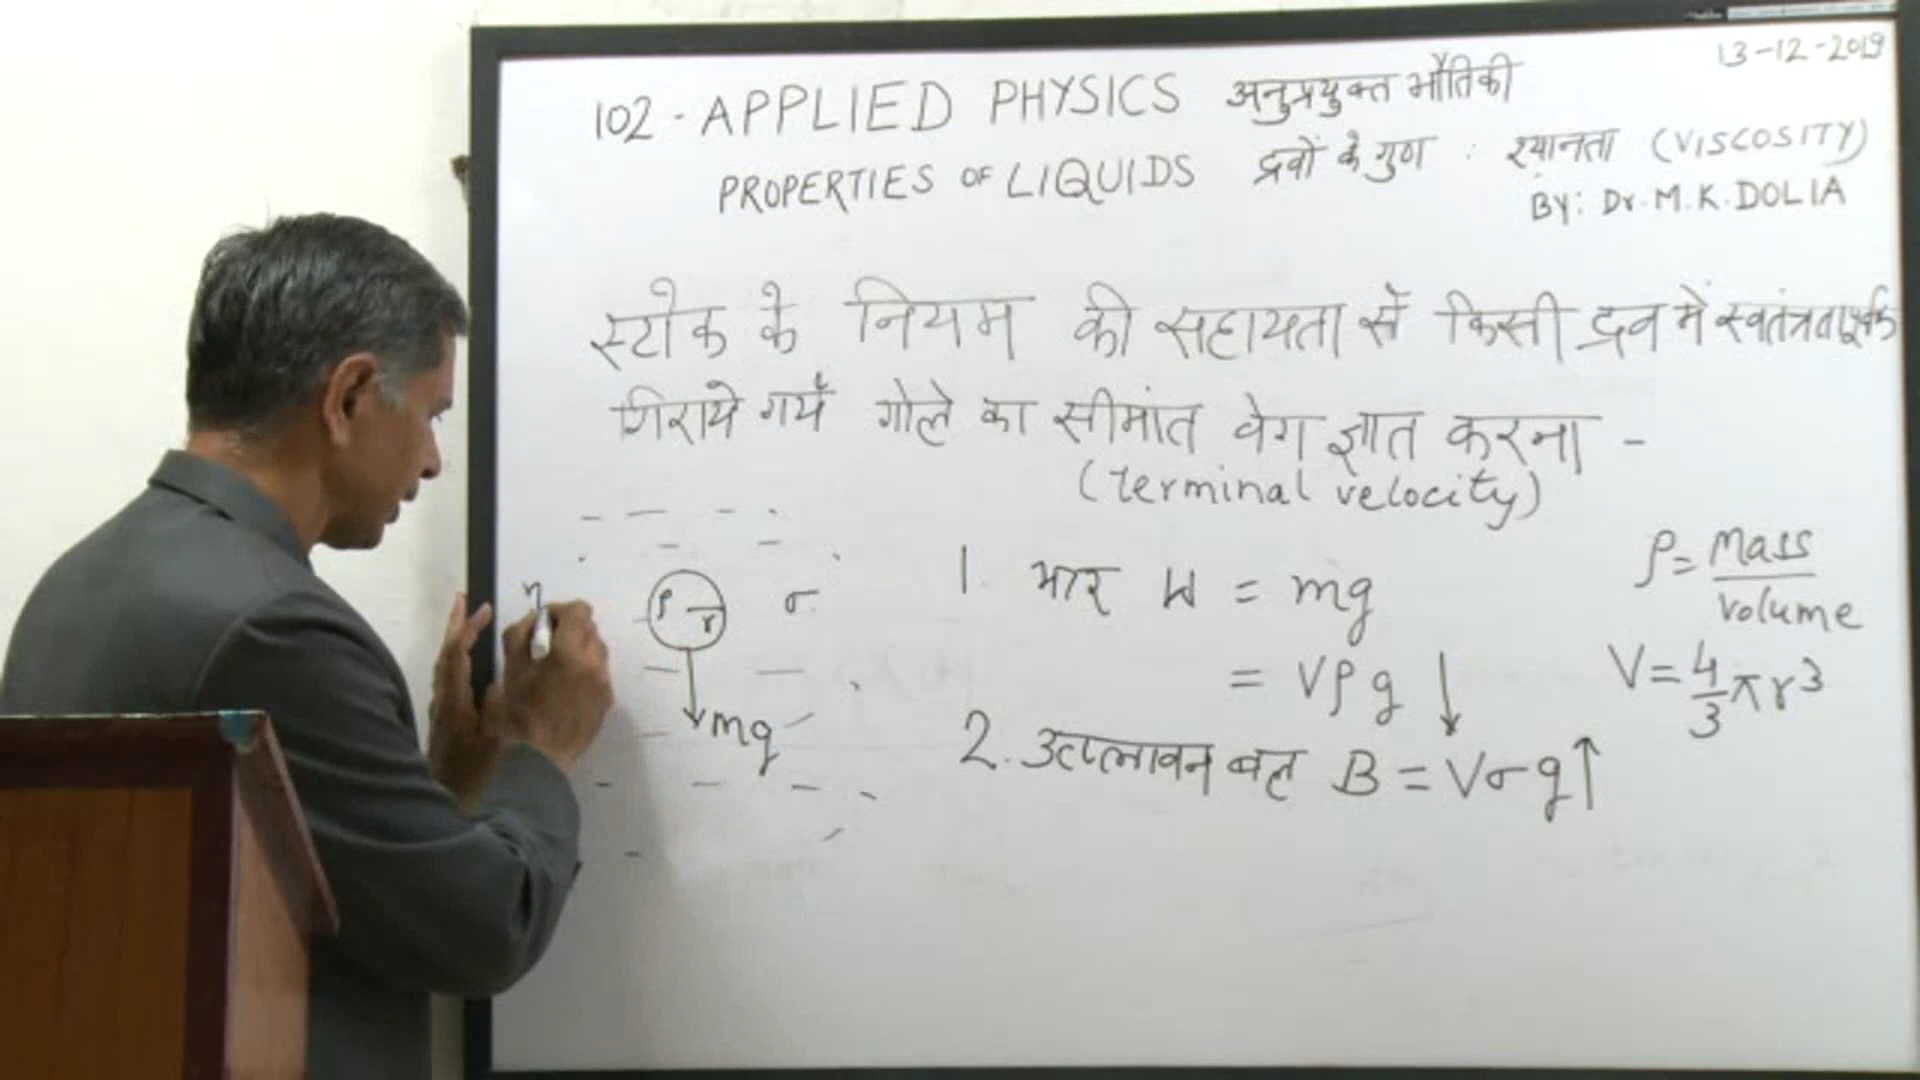 13-12-2019
102 - APPLIED PHYSICS अनुप्रयुक्त भौतिकी
PROPERTIES OF LIQUIDS द्रवों के गुण : श्यानता (VISCOSITY)
BY: Dr. M. K. DOLIA
स्टोक के नियम की सहायता से किसी द्रव में स्वतंत्रतापूर्वक
गिराये गये गोले का सीमांत वेग ज्ञात करना -
(terminal velocity)
η
ρ r
σ
mg
1. भार W = mg
= Vρg ↓
2. उत्प्लावन बल B = Vσg ↑
ρ = Mass / volume
V = 4/3 πr³